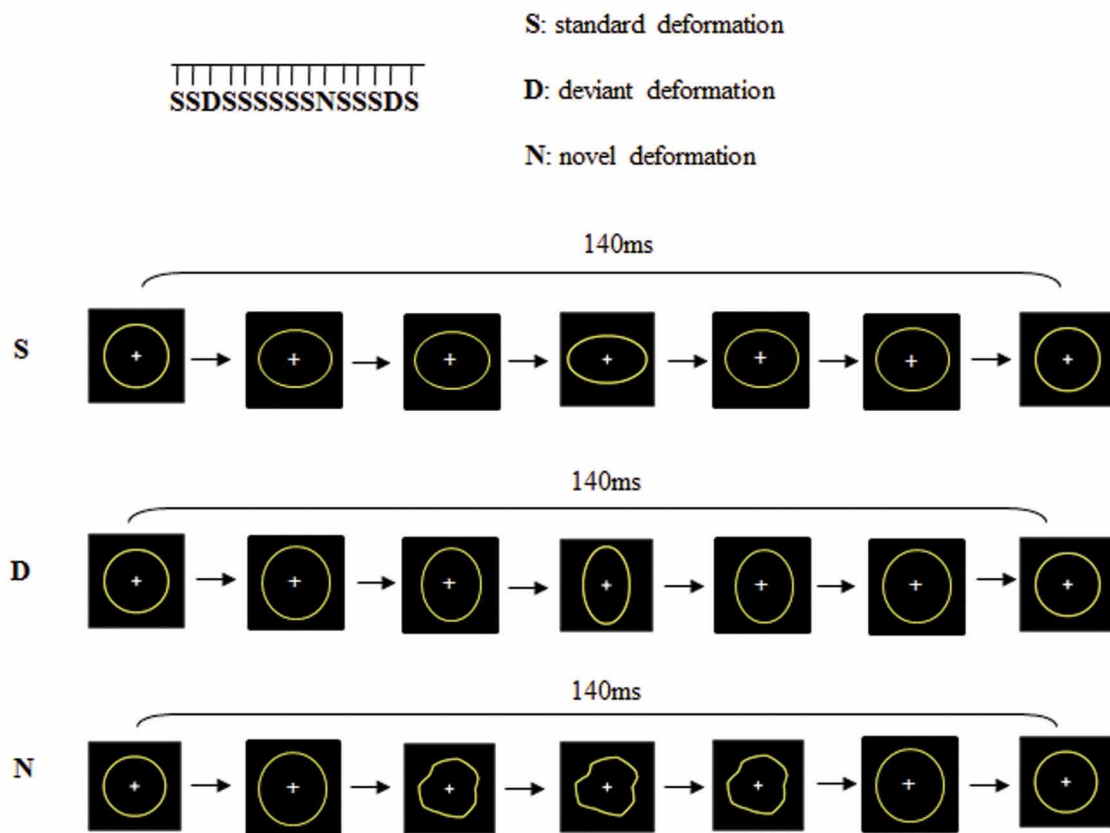 S: standard deformation
SSDSSSSSSNSSSDS
D: deviant deformation
N: novel deformation
140ms
S
140ms
D
140ms
N